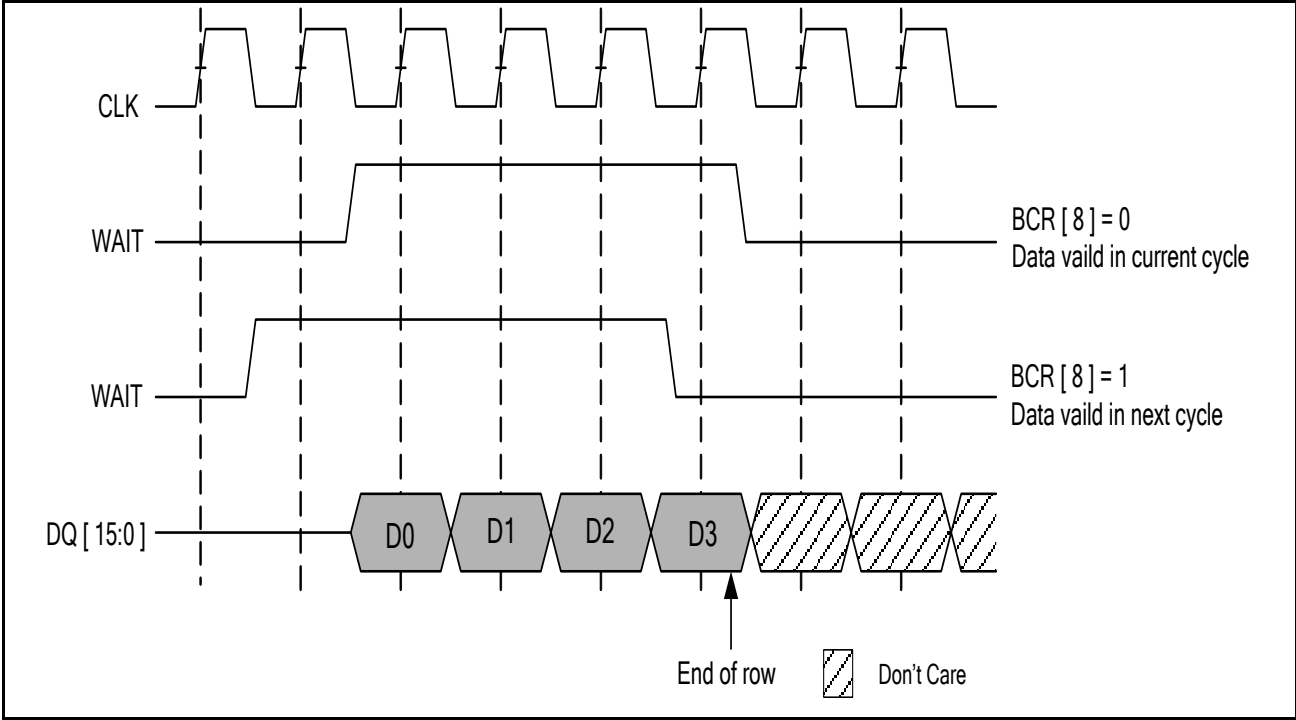 CLK
WAIT
BCR [ 8 ] = 0
Data vaild in current cycle
WAIT
BCR [ 8 ] = 1
Data vaild in next cycle
DQ [ 15:0 ]
D0
D1
D2
D3
End of row
Don't Care